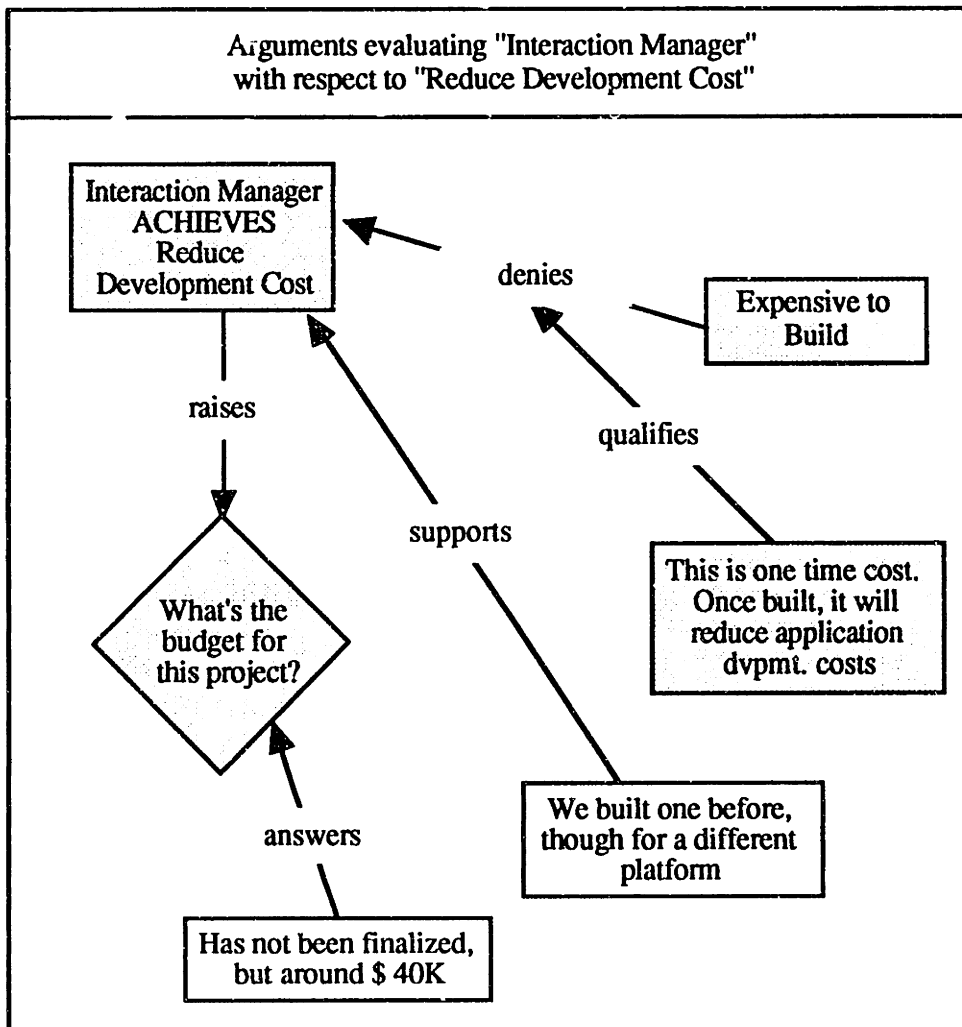 Arguments evaluating "Interaction Manager"
with respect to "Reduce Development Cost"
Interaction Manager
ACHIEVES
Reduce
Development Cost
denies
Expensive to
Build
raises
qualifies
supports
This is one time cost.
Once built, it will
reduce application
dvpmt. costs
What's the
budget for
this project?
We built one before,
though for a different
platform
answers
Has not been finalized,
but around $ 40K